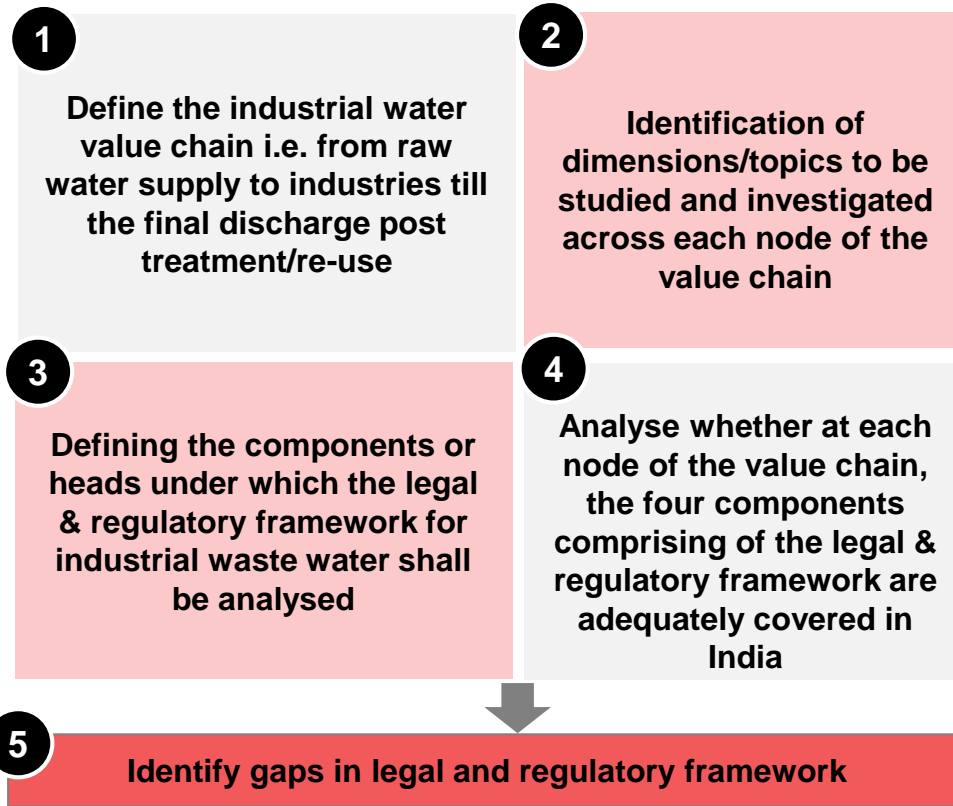 1
Define the industrial water
value chain i.e. from raw
water supply to industries till
the final discharge post
treatment/re-use
2
Identification of
dimensions/topics to be
studied and investigated
across each node of the
value chain
3
Defining the components or
heads under which the legal
& regulatory framework for
industrial waste water shall
be analysed
4
Analyse whether at each
node of the value chain,
the four components
comprising of the legal &
regulatory framework are
adequately covered in
India
5
Identify gaps in legal and regulatory framework